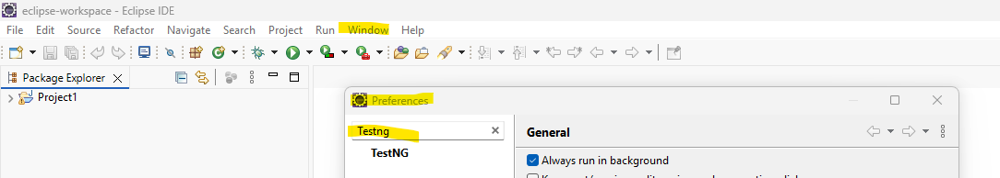 eclipse-workspace - Eclipse IDE
File Edit Source Refactor Navigate Search Project Run Window Help
Package Explorer
Project1
Preferences
Testng
TestNG
General
Always run in background